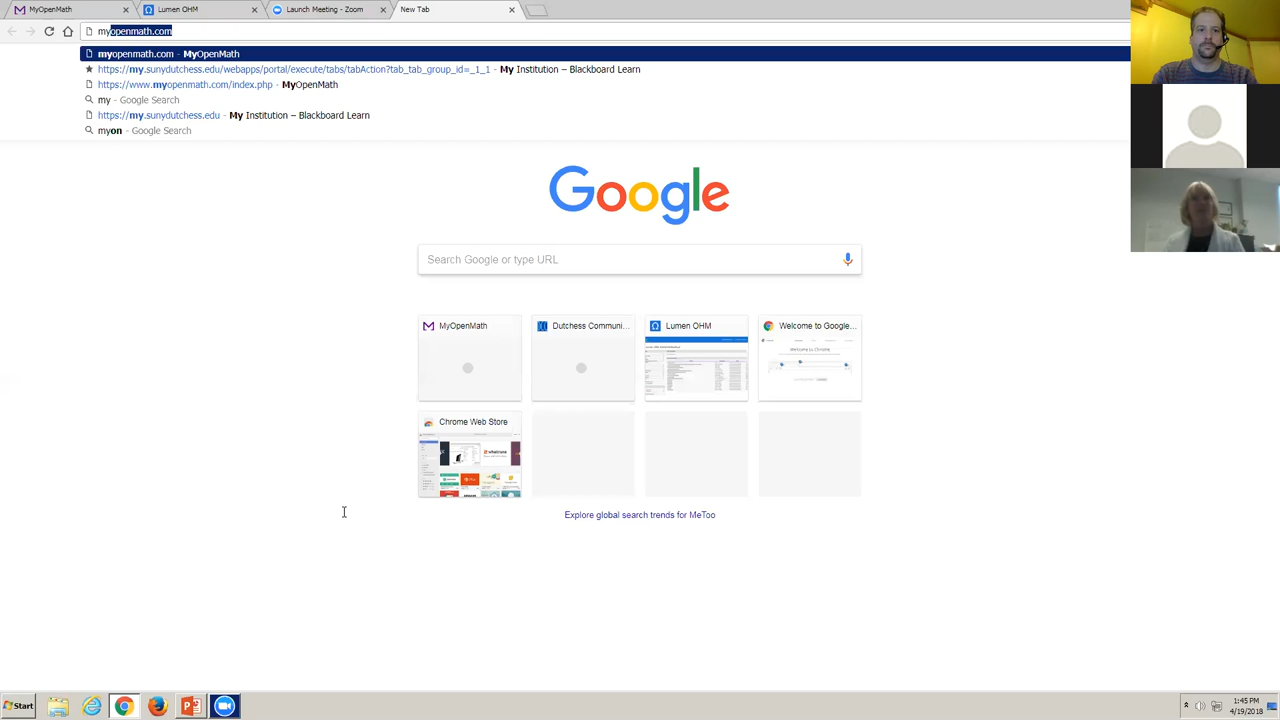 MyOpenMath
Lumen OHM
Launch Meeting - Zoom
New Tab
myopenmath.com
myopenmath.com - MyOpenMath
https://my.sunydutchess.edu/webapps/portal/execute/tabs/tabAction?tab_tab_group_id=_1_1 - My Institution – Blackboard Learn
https://www.myopenmath.com/index.php - MyOpenMath
my - Google Search
https://my.sunydutchess.edu - My Institution – Blackboard Learn
myon - Google Search
Google
Search Google or type URL
MyOpenMath
Dutchess Communi...
Lumen OHM
Welcome to Google...
Chrome Web Store
Explore global search trends for MeToo
Start
1:45 PM
4/19/2018